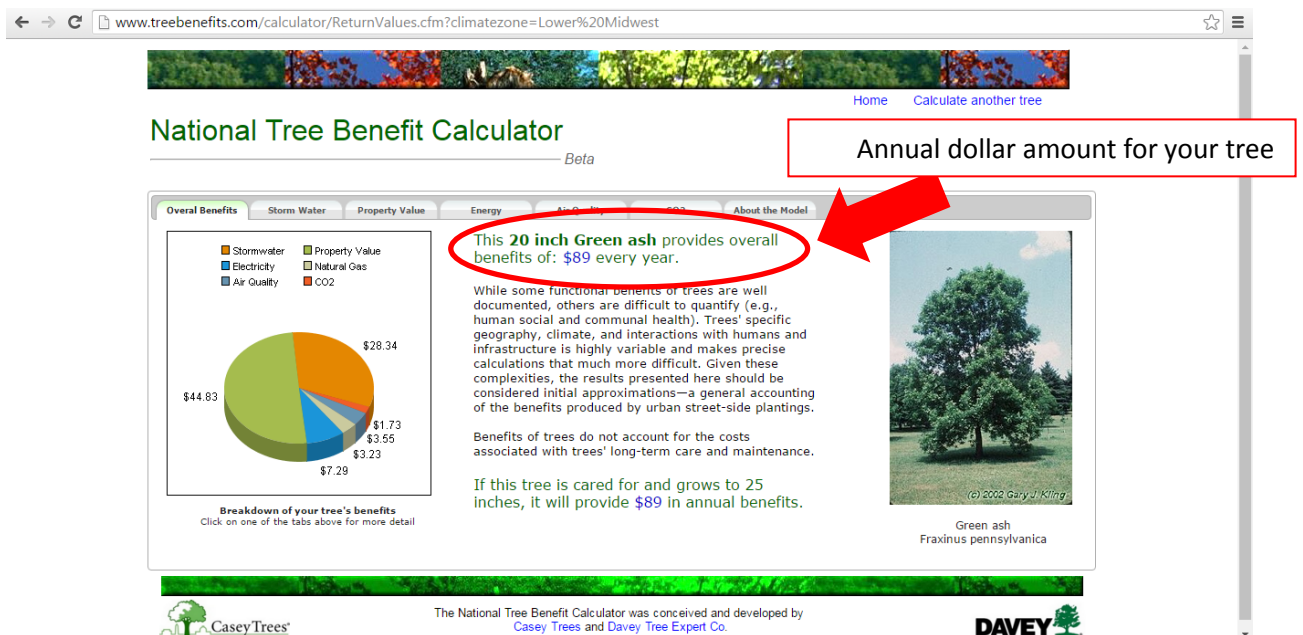 www.treebenefits.com/calculator/ReturnValues.cfm?climatezone=Lower%20Midwest
Home Calculate another tree
National Tree Benefit Calculator
Beta
Annual dollar amount for your tree
Overal Benefits Storm Water Property Value Energy Air Quality CO2 About the Model
Stormwater Property Value
Electricity Natural Gas
Air Quality CO2
$28.34
$44.83
$1.73
$3.55
$3.23
$7.29
Breakdown of your tree's benefits
Click on one of the tabs above for more detail
This 20 inch Green ash provides overall
benefits of: $89 every year.
While some functional benefits of trees are well
documented, others are difficult to quantify (e.g.,
human social and communal health). Trees' specific
geography, climate, and interactions with humans and
infrastructure is highly variable and makes precise
calculations that much more difficult. Given these
complexities, the results presented here should be
considered initial approximations—a general accounting
of the benefits produced by urban street-side plantings.
Benefits of trees do not account for the costs
associated with trees' long-term care and maintenance.
If this tree is cared for and grows to 25
inches, it will provide $89 in annual benefits.
(c) 2002 Gary J. Kling
Green ash
Fraxinus pennsylvanica
Casey Trees
The National Tree Benefit Calculator was conceived and developed by
Casey Trees and Davey Tree Expert Co.
DAVEY